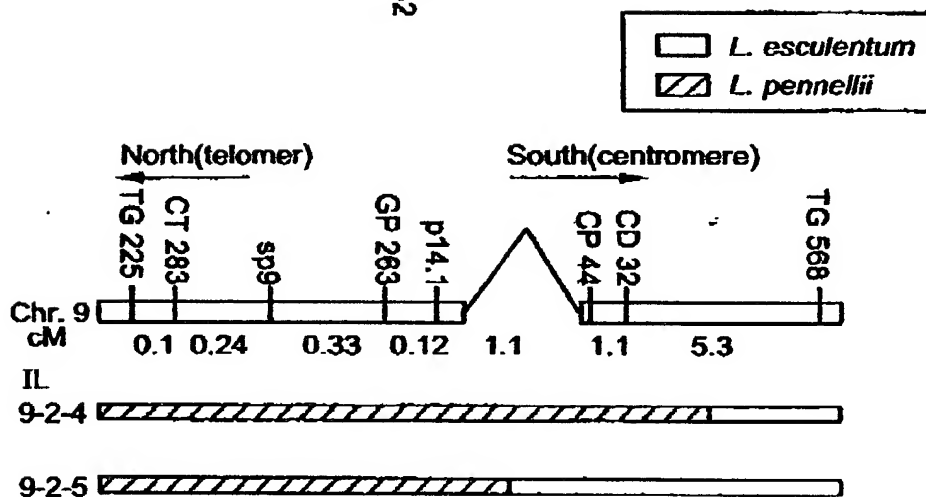 L. esculentum
L. pennellii
North(telomer)
South(centromere)
TG 225
CT 283
sp9
GP 263
p14.1
CP 44
CD 32
TG 568
Chr. 9
cM
0.1 0.24 0.33 0.12 1.1 1.1 5.3
IL
9-2-4
9-2-5